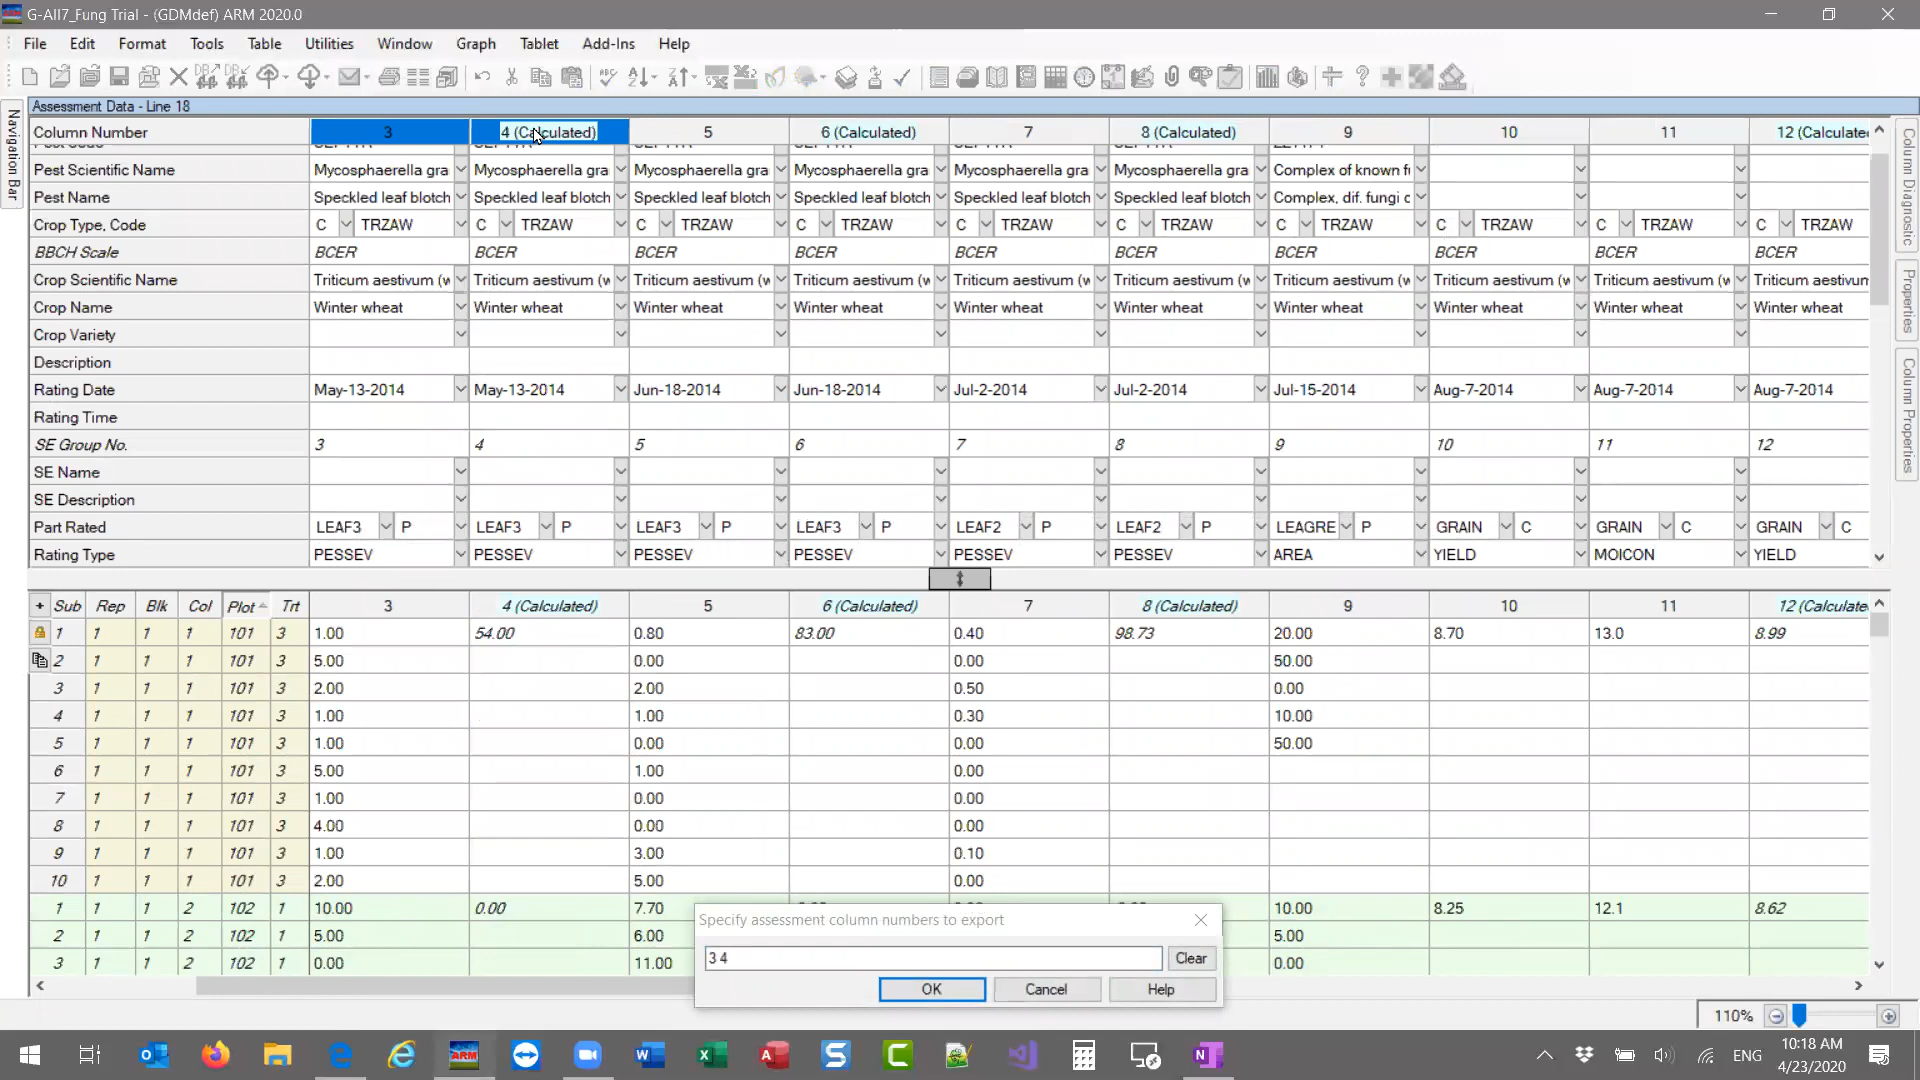 G-All7_Fung Trial - (GDMdef) ARM 2020.0
File Edit Format Tools Table Utilities Window Graph Tablet Add-Ins Help
Navigation Bar
Assessment Data - Line 18
Column Number 3 4 (Calculated) 5 6 (Calculated) 7 8 (Calculated) 9 10 11 12 (Calculate
Pest Scientific Name Mycosphaerella gra Mycosphaerella gra Mycosphaerella gra Mycosphaerella gra Mycosphaerella gra Mycosphaerella gra Complex of known f
Pest Name Speckled leaf blotch Speckled leaf blotch Speckled leaf blotch Speckled leaf blotch Speckled leaf blotch Speckled leaf blotch Complex, dif. fungi c
Crop Type, Code C TRZAW C TRZAW C TRZAW C TRZAW C TRZAW C TRZAW C TRZAW C TRZAW C TRZAW C TRZAW
BBCH Scale BCER BCER BCER BCER BCER BCER BCER BCER BCER BCER
Crop Scientific Name Triticum aestivum (w Triticum aestivum (w Triticum aestivum (w Triticum aestivum (w Triticum aestivum (w Triticum aestivum (w Triticum aestivum (w Triticum aestivum (w Triticum aestivum (w Triticum aestivum
Crop Name Winter wheat Winter wheat Winter wheat Winter wheat Winter wheat Winter wheat Winter wheat Winter wheat Winter wheat Winter wheat
Crop Variety
Description
Rating Date May-13-2014 May-13-2014 Jun-18-2014 Jun-18-2014 Jul-2-2014 Jul-2-2014 Jul-15-2014 Aug-7-2014 Aug-7-2014 Aug-7-2014
Rating Time
SE Group No. 3 4 5 6 7 8 9 10 11 12
SE Name
SE Description
Part Rated LEAF3 P LEAF3 P LEAF3 P LEAF3 P LEAF2 P LEAF2 P LEAGRE P GRAIN C GRAIN C GRAIN C
Rating Type PESSEV PESSEV PESSEV PESSEV PESSEV PESSEV AREA YIELD MOICON YIELD
Column Diagnostic
Properties
Column Properties
+ Sub Rep Blk Col Plot Trt 3 4 (Calculated) 5 6 (Calculated) 7 8 (Calculated) 9 10 11 12 (Calculate
1 1 1 1 101 3 1.00 54.00 0.80 83.00 0.40 98.73 20.00 8.70 13.0 8.99
2 1 1 1 101 3 5.00 0.00 0.00 50.00
3 1 1 1 101 3 2.00 2.00 0.50 0.00
4 1 1 1 101 3 1.00 1.00 0.30 10.00
5 1 1 1 101 3 1.00 0.00 0.00 50.00
6 1 1 1 101 3 5.00 1.00 0.00
7 1 1 1 101 3 1.00 0.00 0.00
8 1 1 1 101 3 4.00 0.00 0.00
9 1 1 1 101 3 1.00 3.00 0.10
10 1 1 1 101 3 2.00 5.00 0.00
1 1 1 2 102 1 10.00 0.00 7.70 10.00 8.25 12.1 8.62
2 1 1 2 102 1 5.00 6.00 5.00
3 1 1 2 102 1 0.00 11.00 0.00
Specify assessment column numbers to export
3 4 Clear
OK Cancel Help
110%
ARM ENG 10:18 AM
4/23/2020